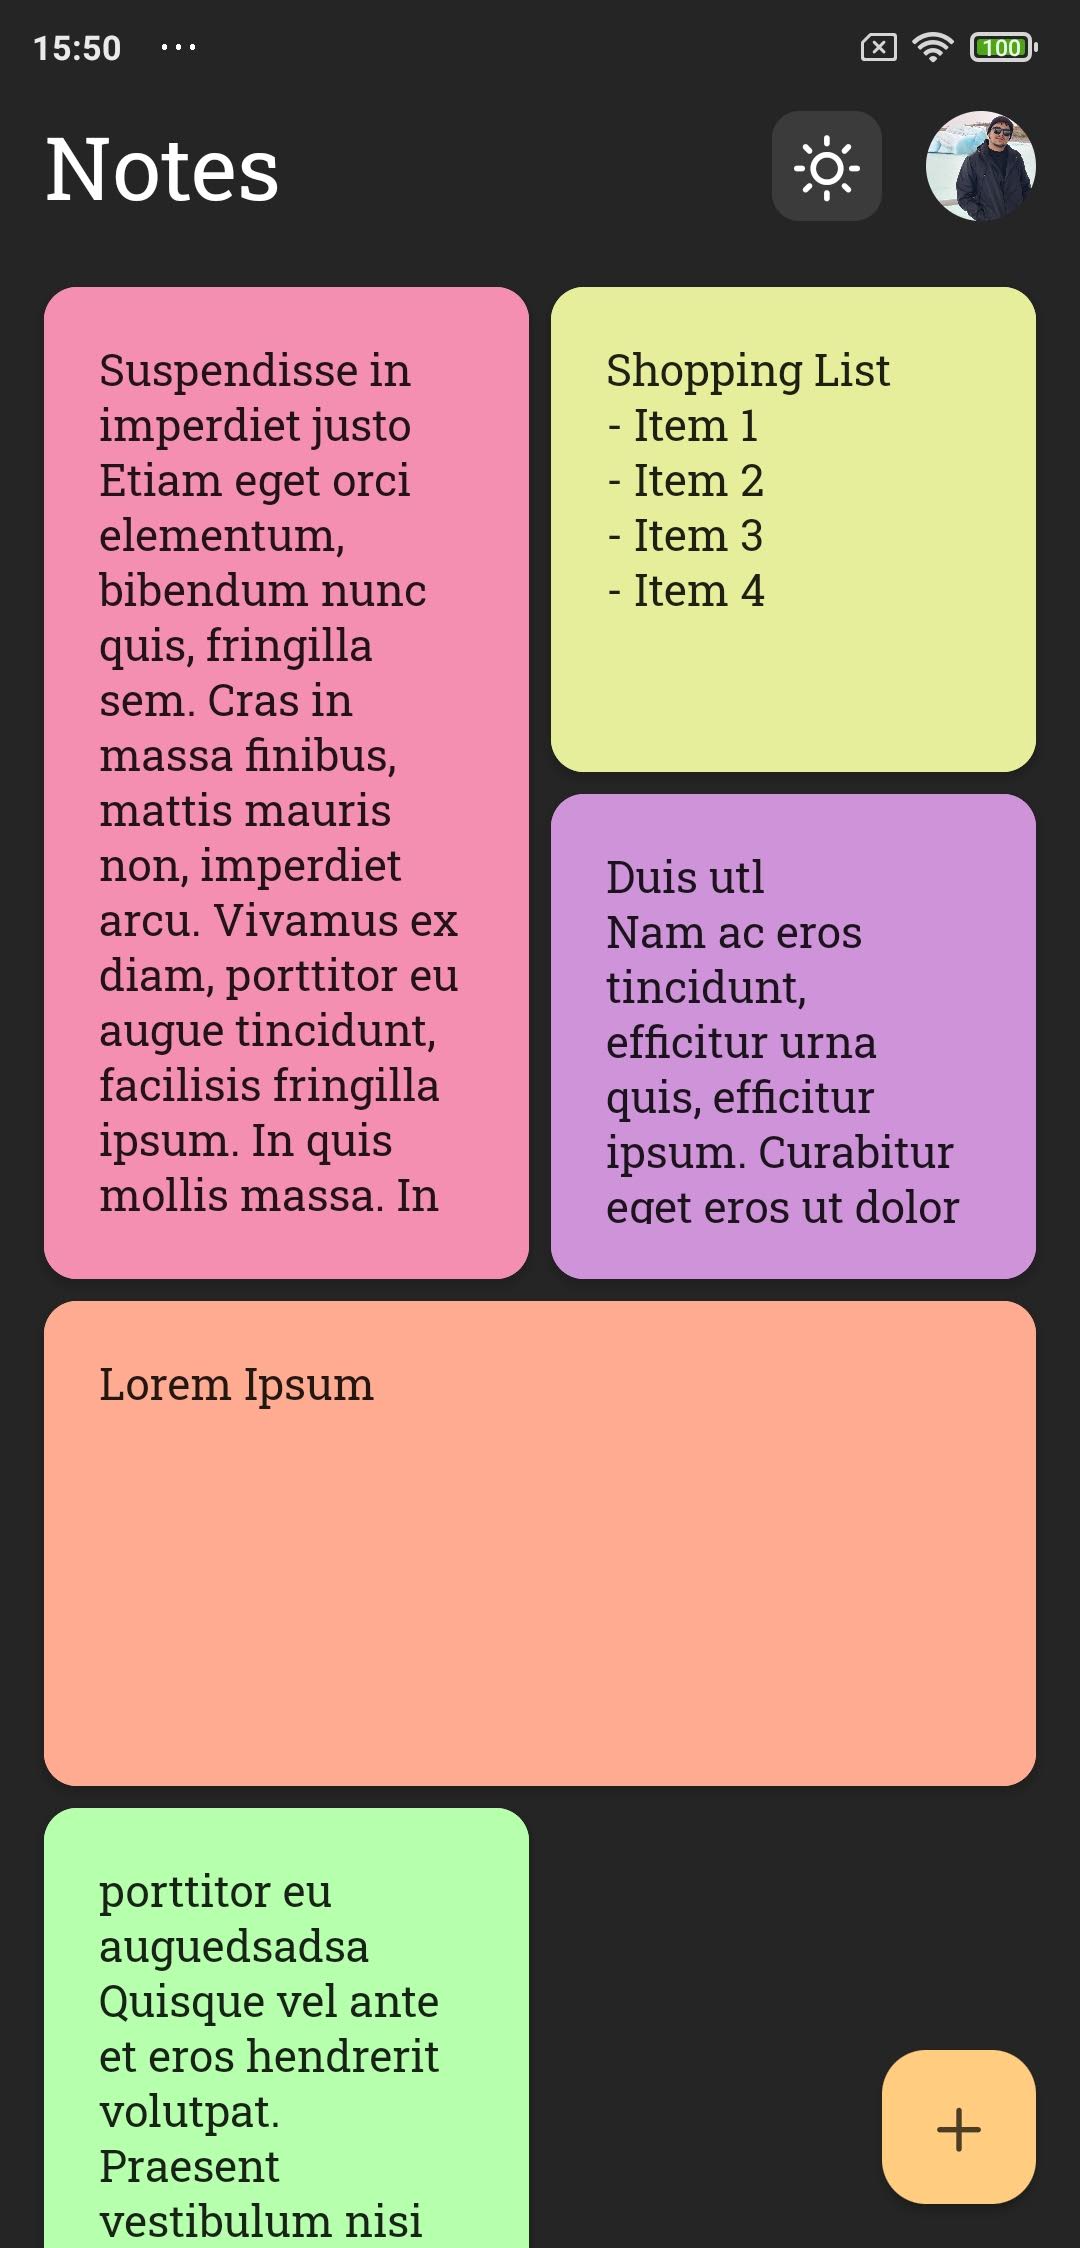 15:50
100
Notes
Suspendisse in
imperdiet justo
Etiam eget orci
elementum,
bibendum nunc
quis, fringilla
sem. Cras in
massa finibus,
mattis mauris
non, imperdiet
arcu. Vivamus ex
diam, porttitor eu
augue tincidunt,
facilisis fringilla
ipsum. In quis
mollis massa. In
Shopping List
- Item 1
- Item 2
- Item 3
- Item 4
Duis utl
Nam ac eros
tincidunt,
efficitur urna
quis, efficitur
ipsum. Curabitur
eget eros ut dolor
Lorem Ipsum
porttitor eu
auguedsadsa
Quisque vel ante
et eros hendrerit
volutpat.
Praesent
vestibulum nisi